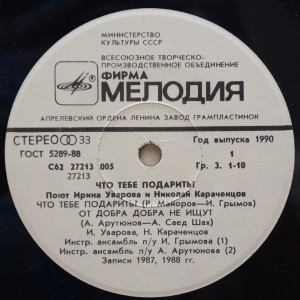 МИНИСТЕРСТВО
КУЛЬТУРЫ СССР
ВСЕСОЮЗНОЕ ТВОРЧЕСКО-
ПРОИЗВОДСТВЕННОЕ ОБЪЕДИНЕНИЕ
ФИРМА
МЕЛОДИЯ
АПРЕЛЕВСКИЙ ОРДЕНА ЛЕНИНА ЗАВОД ГРАМПЛАСТИНОК
СТЕРЕО 33
Год выпуска 1990
ГОСТ 5289-88
1
С62 27213 005
Гр. 3. 1-10
27213
ЧТО ТЕБЕ ПОДАРИТЬ?
Поют Ирина Уварова и Николай Караченцов
ЧТО ТЕБЕ ПОДАРИТЬ? (Р. Майоров—И. Грымов)
ОТ ДОБРА ДОБРА НЕ ИЩУТ
(А. Арутюнов— А. Саед Шах)
И. Уварова, Н. Караченцов
Инстр. ансамбль п/у И. Грымова (1)
Инстр. ансамбль п/у А. Арутюнова (2)
Записи 1987, 1988 гг.